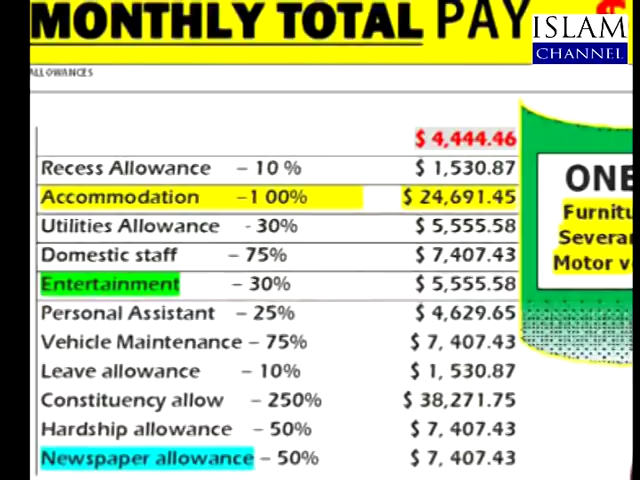 MONTHLY TOTAL PAY
ISLAM
CHANNEL
ALLOWANCES
$ 4,444.46
Recess Allowance – 10 % $ 1,530.87
Accommodation –1 00% $ 24,691.45
Utilities Allowance - 30% $ 5,555.58
Domestic staff – 75% $ 7,407.43
Entertainment – 30% $ 5,555.58
Personal Assistant – 25% $ 4,629.65
Vehicle Maintenance – 75% $ 7, 407.43
Leave allowance – 10% $ 1, 530.87
Constituency allow – 250% $ 38,271.75
Hardship allowance – 50% $ 7, 407.43
Newspaper allowance – 50% $ 7, 407.43
ONE
Furnitu
Severan
Motor v